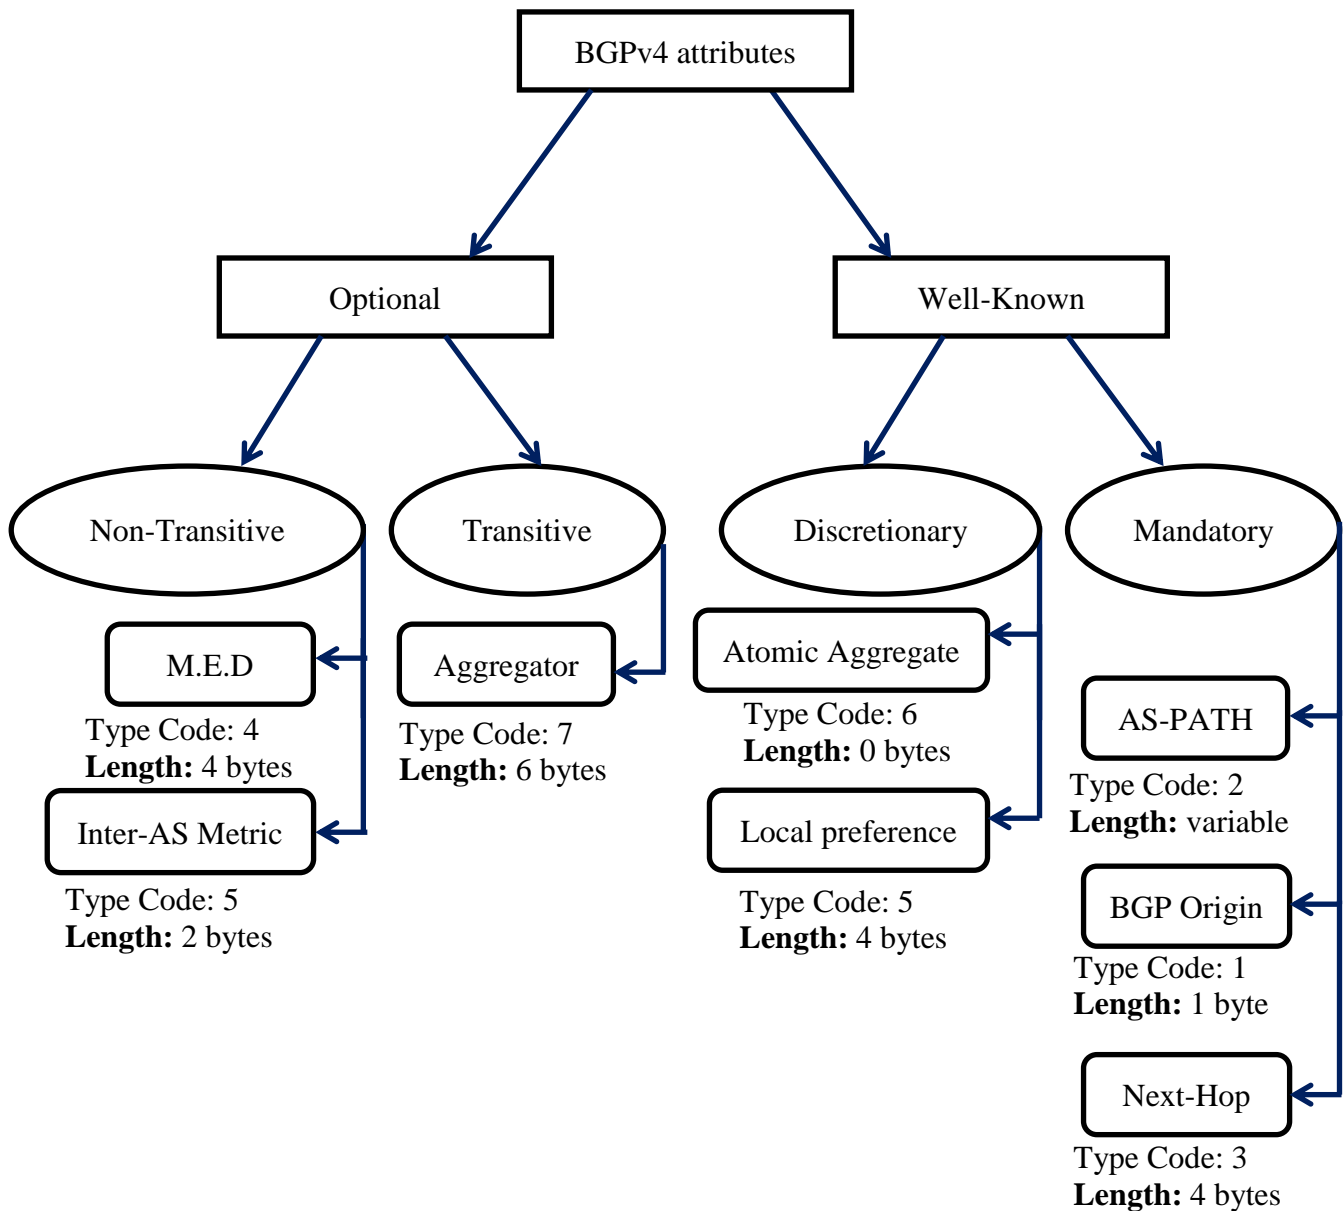 BGPv4 attributes
Optional
Well-Known
Non-Transitive
Transitive
Discretionary
Mandatory
M.E.D
Type Code: 4
Length: 4 bytes
Inter-AS Metric
Type Code: 5
Length: 2 bytes
Aggregator
Type Code: 7
Length: 6 bytes
Atomic Aggregate
Type Code: 6
Length: 0 bytes
Local preference
Type Code: 5
Length: 4 bytes
AS-PATH
Type Code: 2
Length: variable
BGP Origin
Type Code: 1
Length: 1 byte
Next-Hop
Type Code: 3
Length: 4 bytes